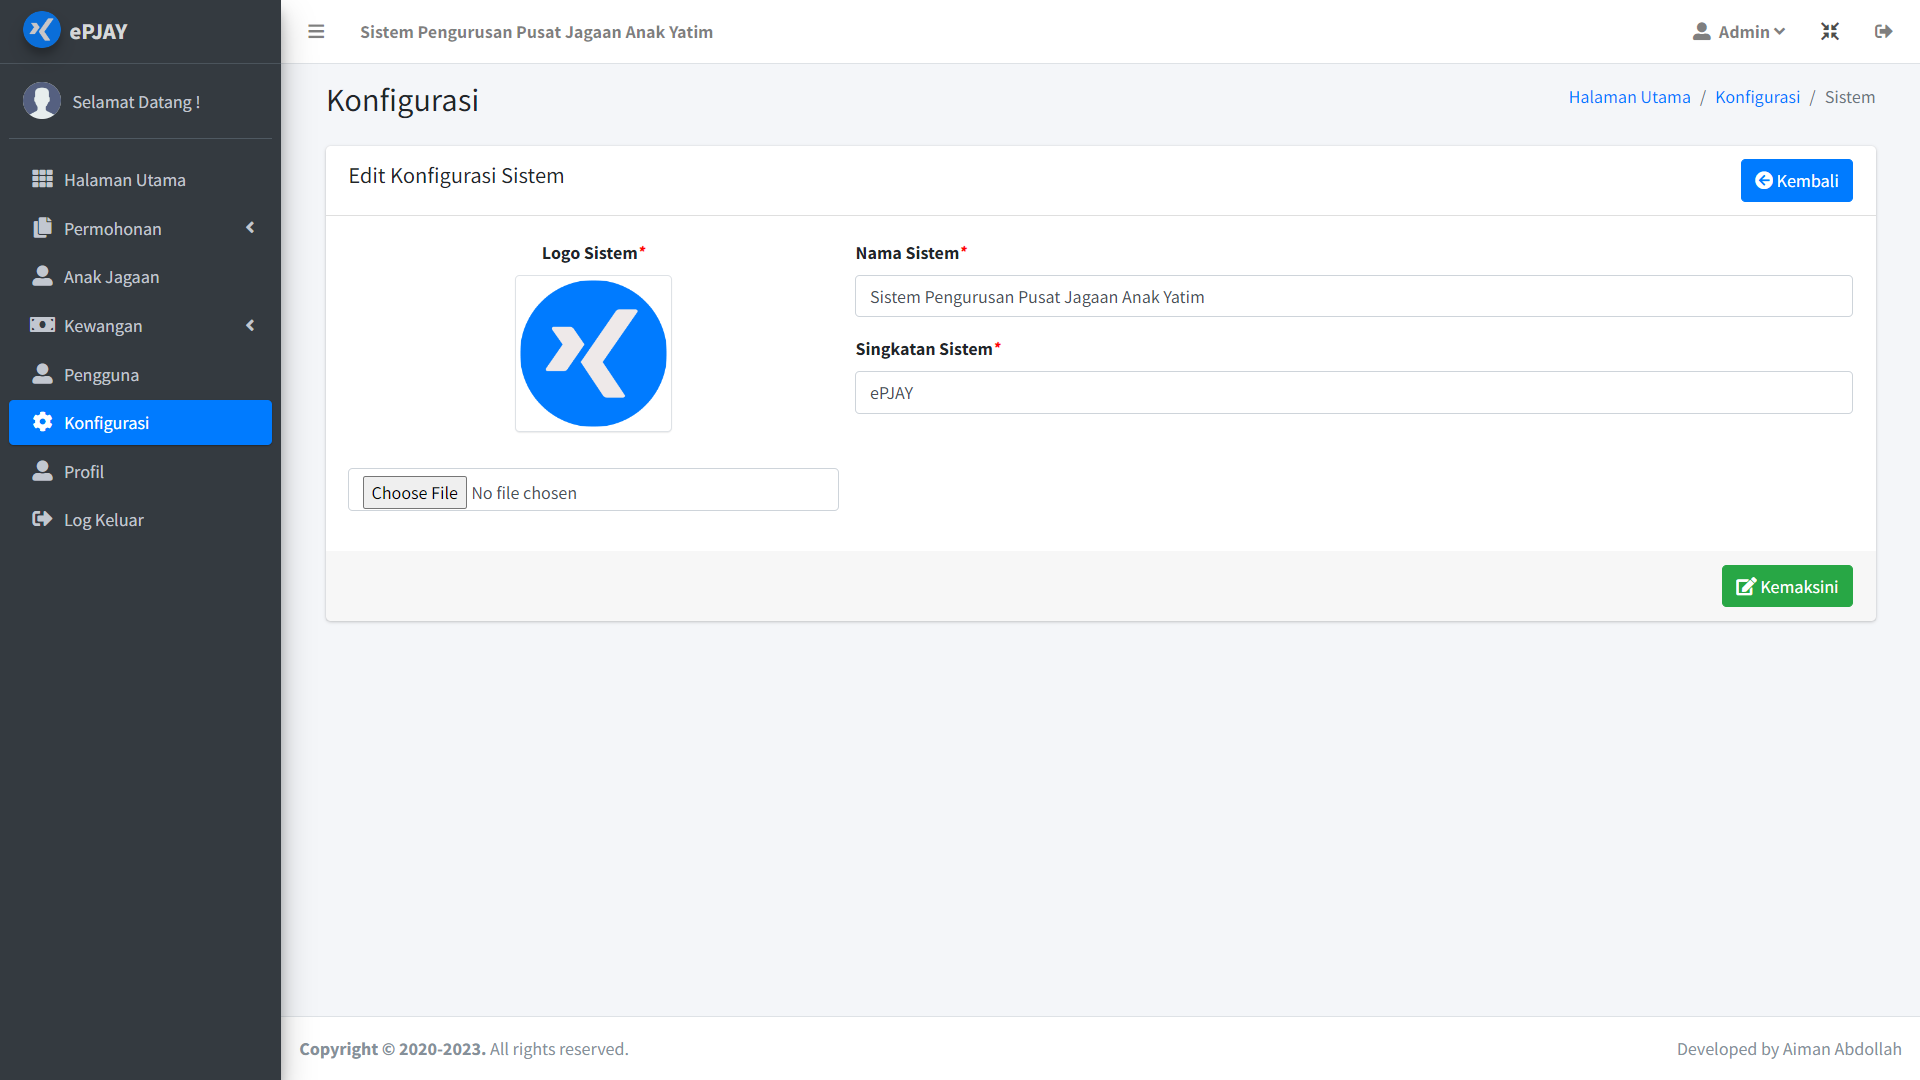 ePJAY
Sistem Pengurusan Pusat Jagaan Anak Yatim
Admin
Selamat Datang !
Halaman Utama
Permohonan
Anak Jagaan
Kewangan
Pengguna
Konfigurasi
Profil
Log Keluar
Konfigurasi
Halaman Utama / Konfigurasi / Sistem
Edit Konfigurasi Sistem
Kembali
Logo Sistem*
Choose File No file chosen
Nama Sistem*
Sistem Pengurusan Pusat Jagaan Anak Yatim
Singkatan Sistem*
ePJAY
Kemaksini
Copyright © 2020-2023. All rights reserved.
Developed by Aiman Abdollah